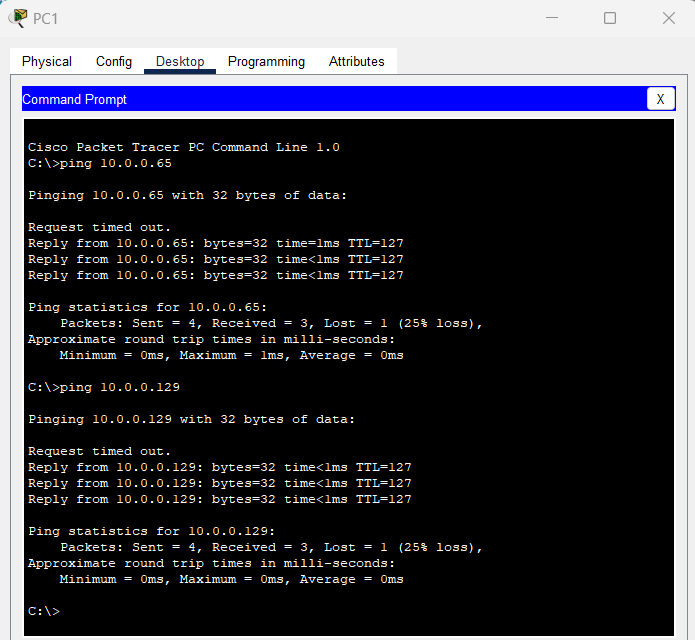 PC1
Physical Config Desktop Programming Attributes
Command Prompt
X
Cisco Packet Tracer PC Command Line 1.0
C:\>ping 10.0.0.65
Pinging 10.0.0.65 with 32 bytes of data:
Request timed out.
Reply from 10.0.0.65: bytes=32 time=1ms TTL=127
Reply from 10.0.0.65: bytes=32 time<1ms TTL=127
Reply from 10.0.0.65: bytes=32 time<1ms TTL=127
Ping statistics for 10.0.0.65:
    Packets: Sent = 4, Received = 3, Lost = 1 (25% loss),
Approximate round trip times in milli-seconds:
    Minimum = 0ms, Maximum = 1ms, Average = 0ms
C:\>ping 10.0.0.129
Pinging 10.0.0.129 with 32 bytes of data:
Request timed out.
Reply from 10.0.0.129: bytes=32 time<1ms TTL=127
Reply from 10.0.0.129: bytes=32 time<1ms TTL=127
Reply from 10.0.0.129: bytes=32 time<1ms TTL=127
Ping statistics for 10.0.0.129:
    Packets: Sent = 4, Received = 3, Lost = 1 (25% loss),
Approximate round trip times in milli-seconds:
    Minimum = 0ms, Maximum = 0ms, Average = 0ms
C:\>